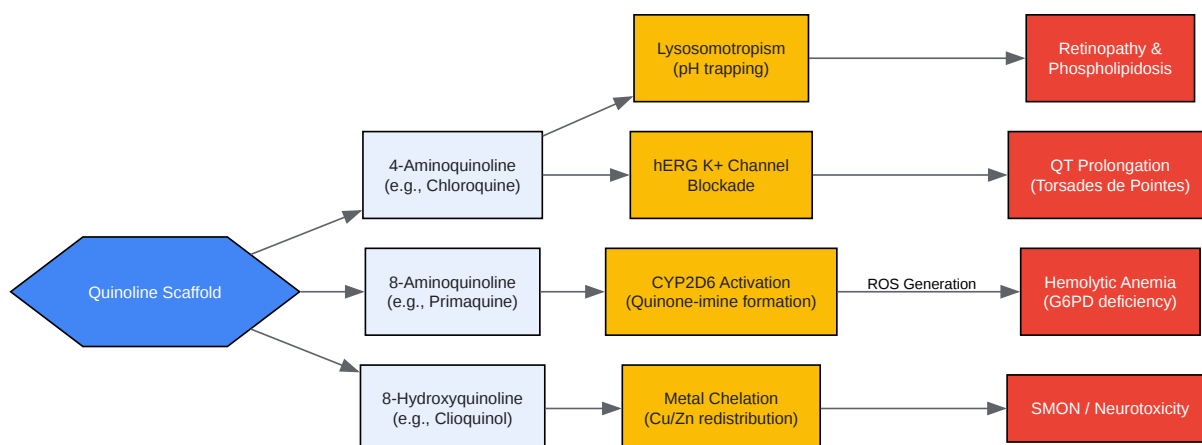 Lysosomotropism
(pH trapping)
Retinopathy &
Phospholipidosis
4-Aminoquinoline
(e.g., Chloroquine)
hERG K+ Channel
Blockade
QT Prolongation
(Torsades de Pointes)
Quinoline Scaffold
8-Aminoquinoline
(e.g., Primaquine)
CYP2D6 Activation
(Quinone-imine formation)
ROS Generation
Hemolytic Anemia
(G6PD deficiency)
8-Hydroxyquinoline
(e.g., Clioquinol)
Metal Chelation
(Cu/Zn redistribution)
SMON / Neurotoxicity